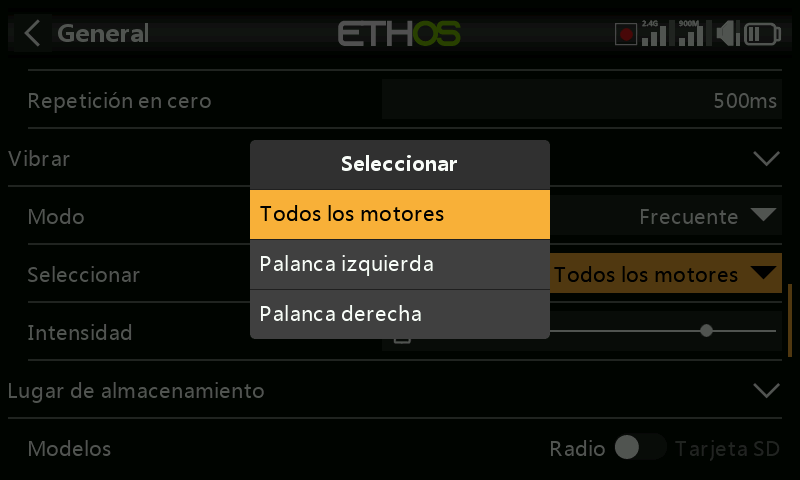 General
ETHOS
2.4G
900M
Repetición en cero
500ms
Vibrar
Modo
Frecuente
Seleccionar
Todos los motores
Intensidad
Lugar de almacenamiento
Modelos
Radio
Tarjeta SD
Seleccionar
Todos los motores
Palanca izquierda
Palanca derecha